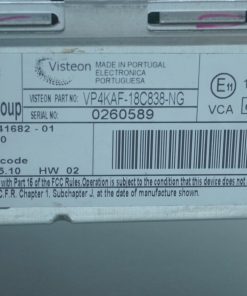 Visteon
MADE IN PORTUGAL
ELECTRONICA
PORTUGUESA
VISTEON PART NO: VP4KAF-18C838-NG
SERIAL NO: 0260589
E11
VCA
oup
41682 - 01
0
code
5.10 HW 02
with Part 15 of the FCC Rules. Operation is subject to the condition that this device does not
C.F.R. Chapter 1. Subchapter J. at the date of manufacture.